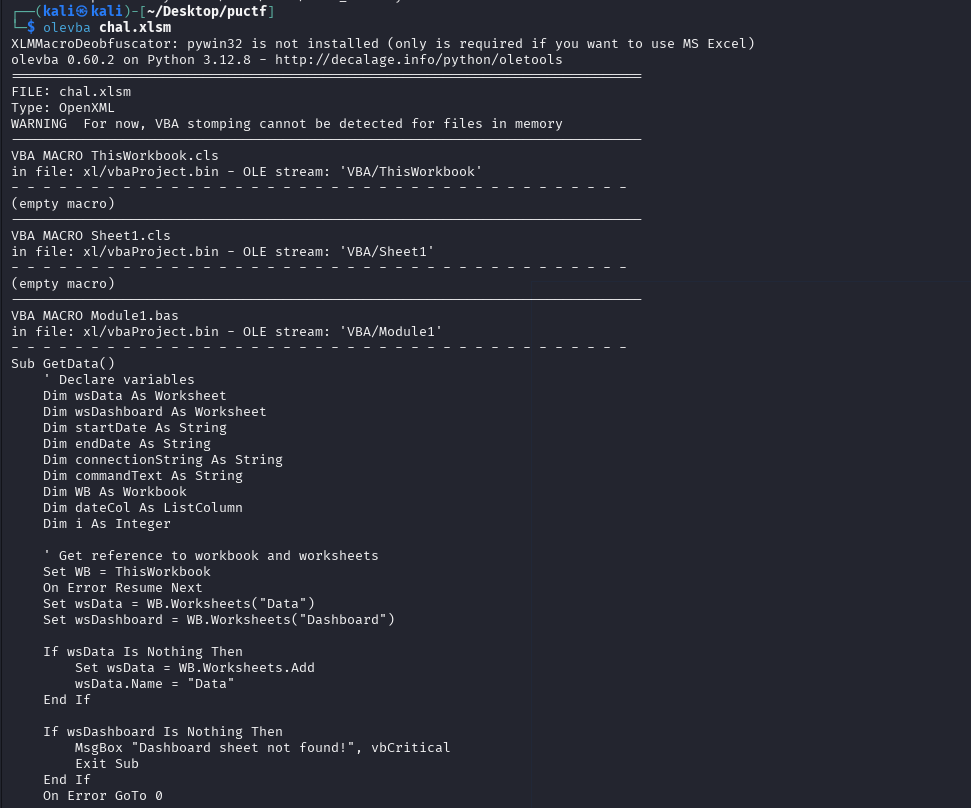 ┌──(kali㉿kali)-[~/Desktop/puctf]
└─$ olevba chal.xlsm
XLMMacroDeobfuscator: pywin32 is not installed (only is required if you want to use MS Excel)
olevba 0.60.2 on Python 3.12.8 - http://decalage.info/python/oletools
===============================================================================
FILE: chal.xlsm
Type: OpenXML
WARNING  For now, VBA stomping cannot be detected for files in memory
-------------------------------------------------------------------------------
VBA MACRO ThisWorkbook.cls
in file: xl/vbaProject.bin - OLE stream: 'VBA/ThisWorkbook'
- - - - - - - - - - - - - - - - - - - - - - - - - - - - - - - - - - - - - - -
(empty macro)
-------------------------------------------------------------------------------
VBA MACRO Sheet1.cls
in file: xl/vbaProject.bin - OLE stream: 'VBA/Sheet1'
- - - - - - - - - - - - - - - - - - - - - - - - - - - - - - - - - - - - - - -
(empty macro)
-------------------------------------------------------------------------------
VBA MACRO Module1.bas
in file: xl/vbaProject.bin - OLE stream: 'VBA/Module1'
- - - - - - - - - - - - - - - - - - - - - - - - - - - - - - - - - - - - - - -
Sub GetData()
    ' Declare variables
    Dim wsData As Worksheet
    Dim wsDashboard As Worksheet
    Dim startDate As String
    Dim endDate As String
    Dim connectionString As String
    Dim commandText As String
    Dim WB As Workbook
    Dim dateCol As ListColumn
    Dim i As Integer

    ' Get reference to workbook and worksheets
    Set WB = ThisWorkbook
    On Error Resume Next
    Set wsData = WB.Worksheets("Data")
    Set wsDashboard = WB.Worksheets("Dashboard")

    If wsData Is Nothing Then
        Set wsData = WB.Worksheets.Add
        wsData.Name = "Data"
    End If

    If wsDashboard Is Nothing Then
        MsgBox "Dashboard sheet not found!", vbCritical
        Exit Sub
    End If
    On Error GoTo 0